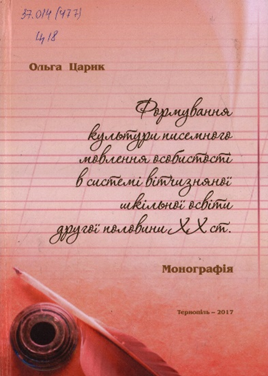 37.014(477)
Ц18
Ольга Царик
Формування
культури писемного
мовлення особистості
в системі вітчизняної
шкільної освіти
другої половини ХХ ст.
Монографія
Тернопіль – 2017